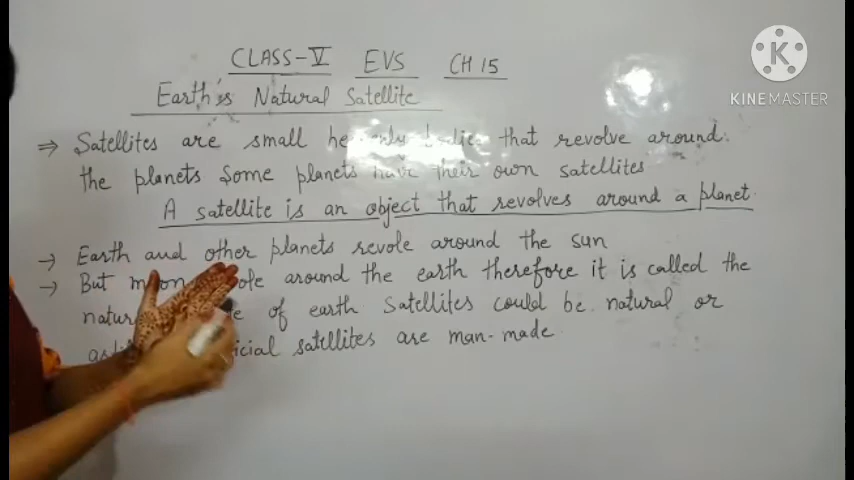 CLASS-V EVS CH 15
Earth's Natural Satellite
⇒ Satellites are small that revolve around
the planets Some planets have their own satellites
A satellite is an object that revolves around a planet.
→ Earth and other planets revole around the sun
→ But around the earth therefore it is called the
of earth Satellites could be natural or
satellites are man-made.
K
KINEMASTER